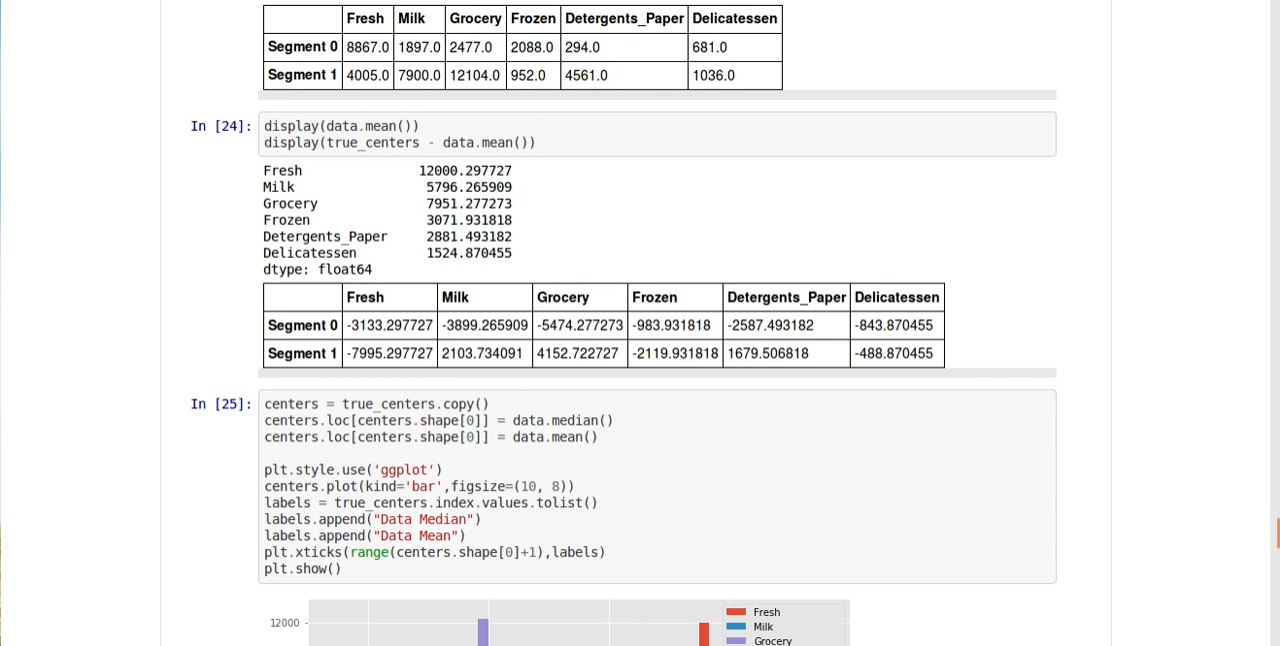 Fresh Milk Grocery Frozen Detergents_Paper Delicatessen
Segment 0 8867.0 1897.0 2477.0 2088.0 294.0 681.0
Segment 1 4005.0 7900.0 12104.0 952.0 4561.0 1036.0
In [24]: display(data.mean())
display(true_centers - data.mean())
Fresh 12000.297727
Milk 5796.265909
Grocery 7951.277273
Frozen 3071.931818
Detergents_Paper 2881.493182
Delicatessen 1524.870455
dtype: float64
Fresh Milk Grocery Frozen Detergents_Paper Delicatessen
Segment 0 -3133.297727 -3899.265909 -5474.277273 -983.931818 -2587.493182 -843.870455
Segment 1 -7995.297727 2103.734091 4152.722727 -2119.931818 1679.506818 -488.870455
In [25]: centers = true_centers.copy()
centers.loc[centers.shape[0]] = data.median()
centers.loc[centers.shape[0]] = data.mean()
plt.style.use('ggplot')
centers.plot(kind='bar',figsize=(10, 8))
labels = true_centers.index.values.tolist()
labels.append("Data Median")
labels.append("Data Mean")
plt.xticks(range(centers.shape[0]+1),labels)
plt.show()
Fresh
12000
Milk
Grocery